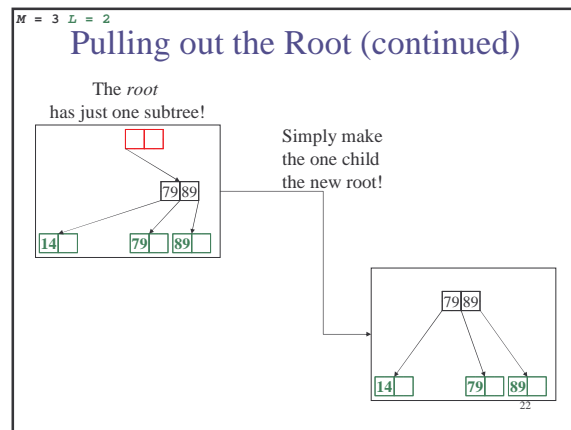 M = 3 L = 2
Pulling out the Root (continued)
The root
has just one subtree!
Simply make
the one child
the new root!
79 89
14 79 89
79 89
14 79 89
22